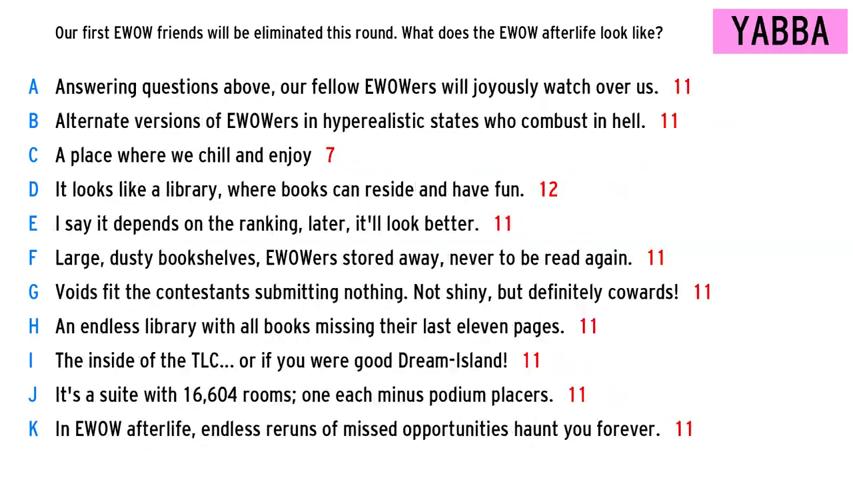 Our first EWOW friends will be eliminated this round. What does the EWOW afterlife look like?
YABBA
A Answering questions above, our fellow EWOWers will joyously watch over us. 11
B Alternate versions of EWOWers in hyperealistic states who combust in hell. 11
C A place where we chill and enjoy 7
D It looks like a library, where books can reside and have fun. 12
E I say it depends on the ranking, later, it'll look better. 11
F Large, dusty bookshelves, EWOWers stored away, never to be read again. 11
G Voids fit the contestants submitting nothing. Not shiny, but definitely cowards! 11
H An endless library with all books missing their last eleven pages. 11
I The inside of the TLC... or if you were good Dream-Island! 11
J It's a suite with 16,604 rooms; one each minus podium placers. 11
K In EWOW afterlife, endless reruns of missed opportunities haunt you forever. 11